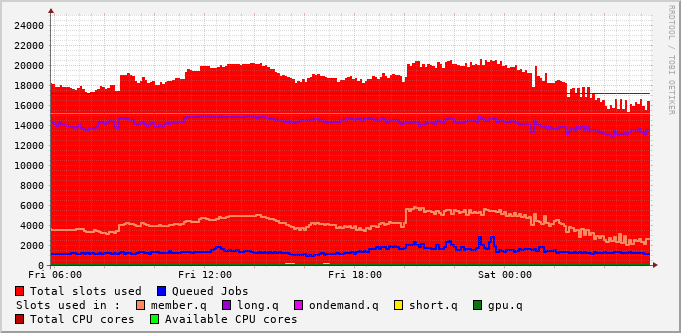 24000
22000
20000
18000
16000
14000
12000
10000
8000
6000
4000
2000
0
Fri 06:00 Fri 12:00 Fri 18:00 Sat 00:00
RRDTOOL / TOBI OETIKER
Total slots used Queued Jobs
Slots used in : member.q long.q ondemand.q short.q gpu.q
Total CPU cores Available CPU cores